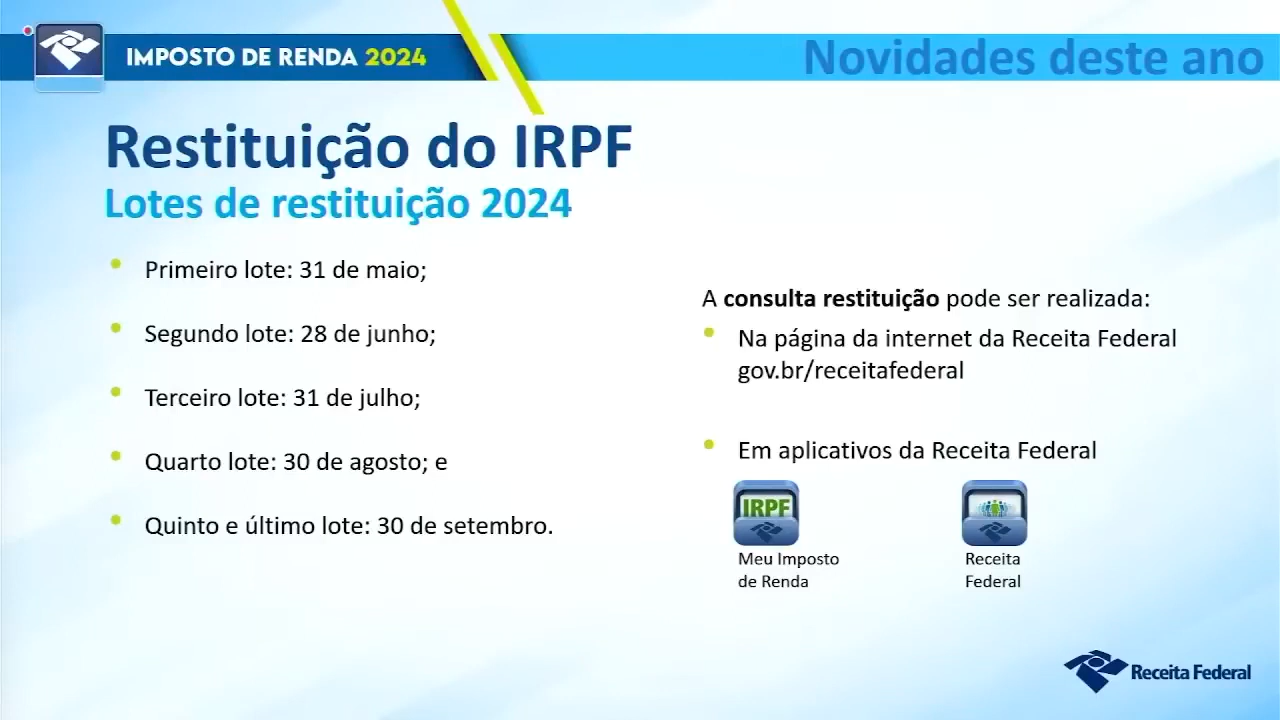 IMPOSTO DE RENDA 2024
Novidades deste ano
Restituição do IRPF
Lotes de restituição 2024
• Primeiro lote: 31 de maio;
• Segundo lote: 28 de junho;
• Terceiro lote: 31 de julho;
• Quarto lote: 30 de agosto; e
• Quinto e último lote: 30 de setembro.
A consulta restituição pode ser realizada:
• Na página da internet da Receita Federal
gov.br/receitafederal
• Em aplicativos da Receita Federal
IRPF
Meu Imposto
de Renda
Receita
Federal
Receita Federal